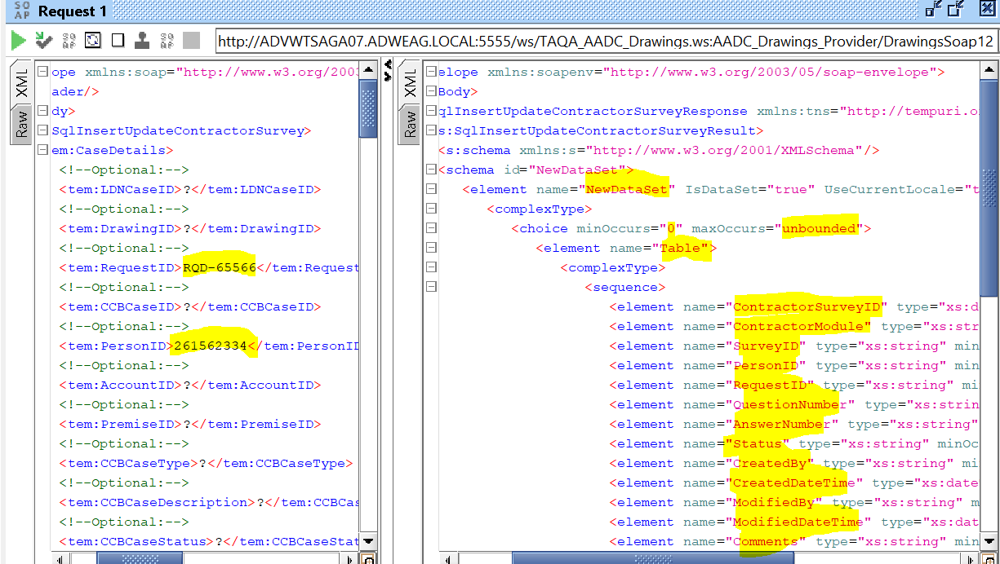 SO AP Request 1
SO AP SO AP http://ADVWTSAGA07.ADWEAG.LOCAL:5555/ws/TAQA_AADC_Drawings.ws:AADC_Drawings_Provider/DrawingsSoap12
XML
Raw
ope xmlns:soap="http://www.w3.org/2003
ader/>
dy>
SqlInsertUpdateContractorSurvey>
em:CaseDetails>
<!--Optional:-->
<tem:LDNCaseID>?</tem:LDNCaseID>
<!--Optional:-->
<tem:DrawingID>?</tem:DrawingID>
<!--Optional:-->
<tem:RequestID>RQD-65566</tem:Request
<!--Optional:-->
<tem:CCBCaseID>?</tem:CCBCaseID>
<!--Optional:-->
<tem:PersonID>261562334</tem:PersonID
<!--Optional:-->
<tem:AccountID>?</tem:AccountID>
<!--Optional:-->
<tem:PremiseID>?</tem:PremiseID>
<!--Optional:-->
<tem:CCBCaseType>?</tem:CCBCaseType>
<!--Optional:-->
<tem:CCBCaseDescription>?</tem:CCBCas
<!--Optional:-->
<tem:CCBCaseStatus>?</tem:CCBCaseStat
XML
Raw
elope xmlns:soapenv="http://www.w3.org/2003/05/soap-envelope">
Body>
qlInsertUpdateContractorSurveyResponse xmlns:tns="http://tempuri.o
s:SqlInsertUpdateContractorSurveyResult>
<s:schema xmlns:s="http://www.w3.org/2001/XMLSchema"/>
<schema id="NewDataSet">
<element name="NewDataSet" IsDataSet="true" UseCurrentLocale="t
<complexType>
<choice minOccurs="0" maxOccurs="unbounded">
<element name="Table">
<complexType>
<sequence>
<element name="ContractorSurveyID" type="xs:d
<element name="ContractorModule" type="xs:str
<element name="SurveyID" type="xs:string" min
<element name="PersonID" type="xs:string" min
<element name="RequestID" type="xs:string" mi
<element name="QuestionNumber" type="xs:strin
<element name="AnswerNumber" type="xs:string"
<element name="Status" type="xs:string" minOc
<element name="CreatedBy" type="xs:string" mi
<element name="CreatedDateTime" type="xs:date
<element name="ModifiedBy" type="xs:string" m
<element name="ModifiedDateTime" type="xs:dat
<element name="Comments" type="xs:string" min